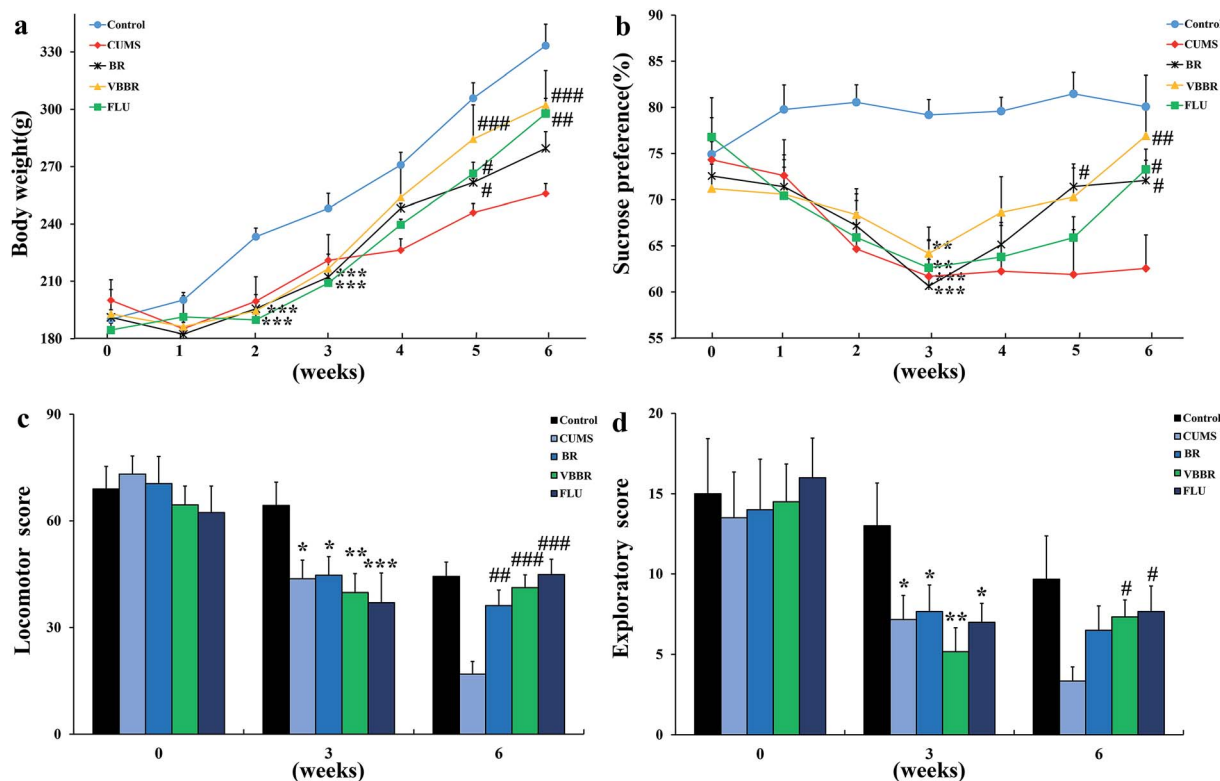 a
Control
CUMS
BR
VBBR
FLU
Body weight(g)
330
300
270
240
210
180
###
###
##
#
#
***
***
***
***
0 1 2 3 4 5 6
(weeks)
b
Control
CUMS
BR
VBBR
FLU
Sucrose preference(%)
90
85
80
75
70
65
60
55
##
#
#
#
**
**
***
***
0 1 2 3 4 5 6
(weeks)
c
Control
CUMS
BR
VBBR
FLU
Locomotor score
90
60
30
0
* * ** ***
## ### ###
0 3 6
(weeks)
d
Control
CUMS
BR
VBBR
FLU
Exploratory score
20
15
10
5
0
* * ** *
# #
0 3 6
(weeks)